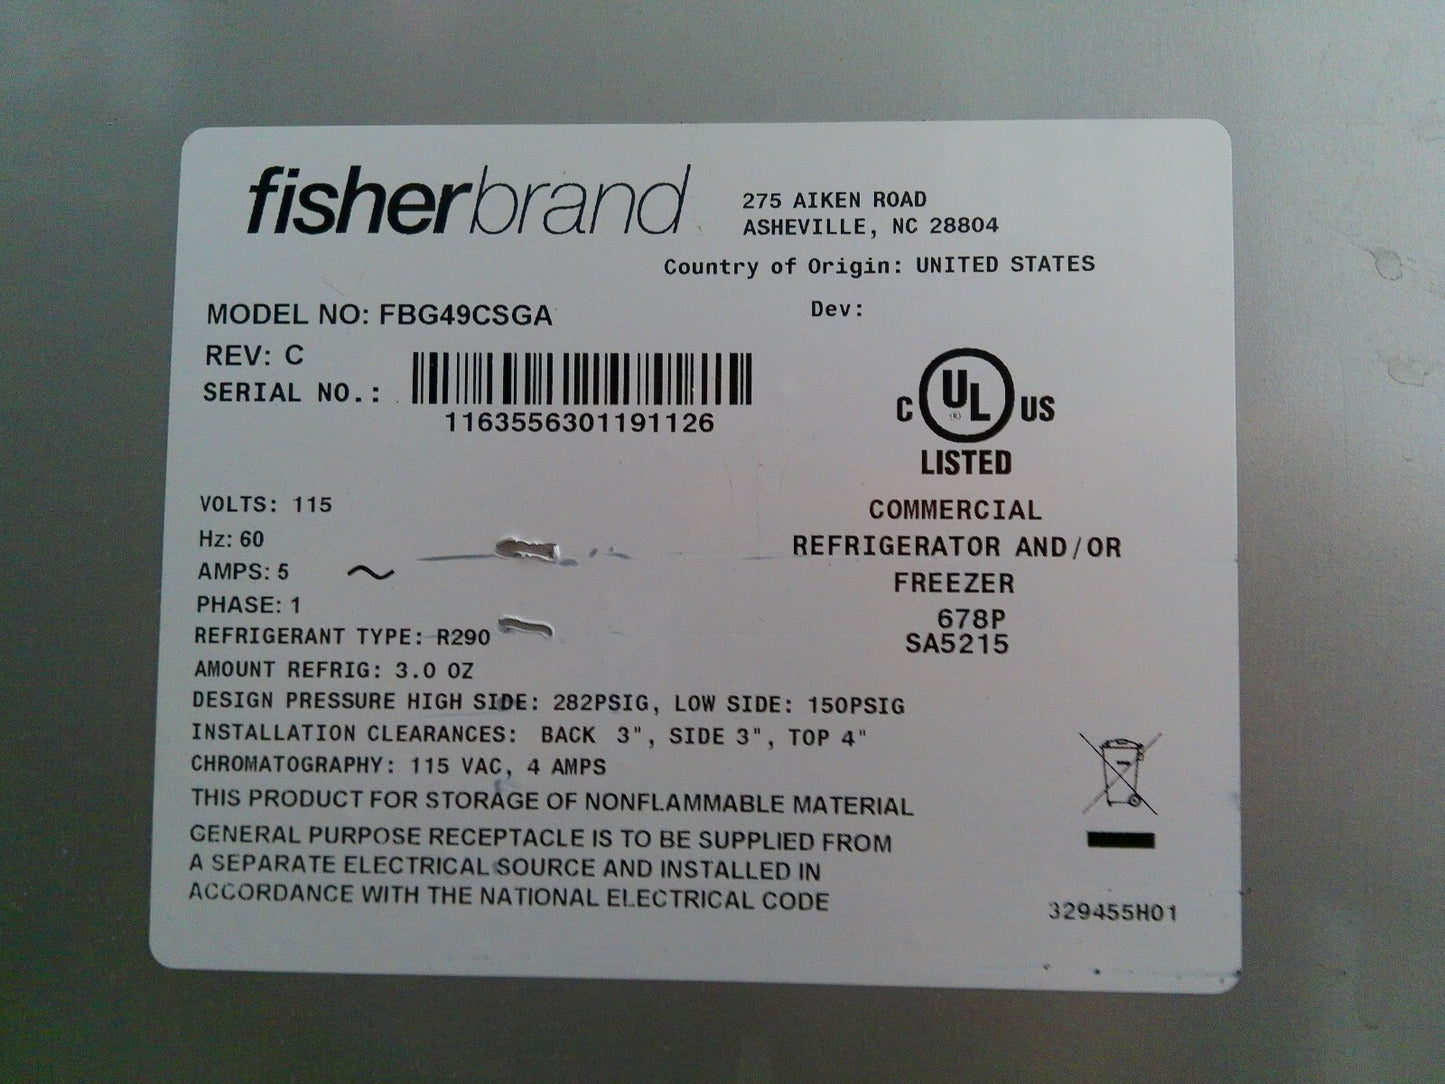 fisherbrand
275 AIKEN ROAD
ASHEVILLE, NC 28804
Country of Origin: UNITED STATES
MODEL NO: FBG49CSGA
Dev:
REV: C
SERIAL NO.:
1163556301191126
C UL US
(R)
LISTED
VOLTS: 115
COMMERCIAL
Hz: 60
REFRIGERATOR AND/OR
AMPS: 5 ~
FREEZER
PHASE: 1
678P
REFRIGERANT TYPE: R290
SA5215
AMOUNT REFRIG: 3.0 OZ
DESIGN PRESSURE HIGH SIDE: 282PSIG, LOW SIDE: 150PSIG
INSTALLATION CLEARANCES: BACK 3", SIDE 3", TOP 4"
CHROMATOGRAPHY: 115 VAC, 4 AMPS
THIS PRODUCT FOR STORAGE OF NONFLAMMABLE MATERIAL
GENERAL PURPOSE RECEPTACLE IS TO BE SUPPLIED FROM
A SEPARATE ELECTRICAL SOURCE AND INSTALLED IN
ACCORDANCE WITH THE NATIONAL ELECTRICAL CODE
329455H01